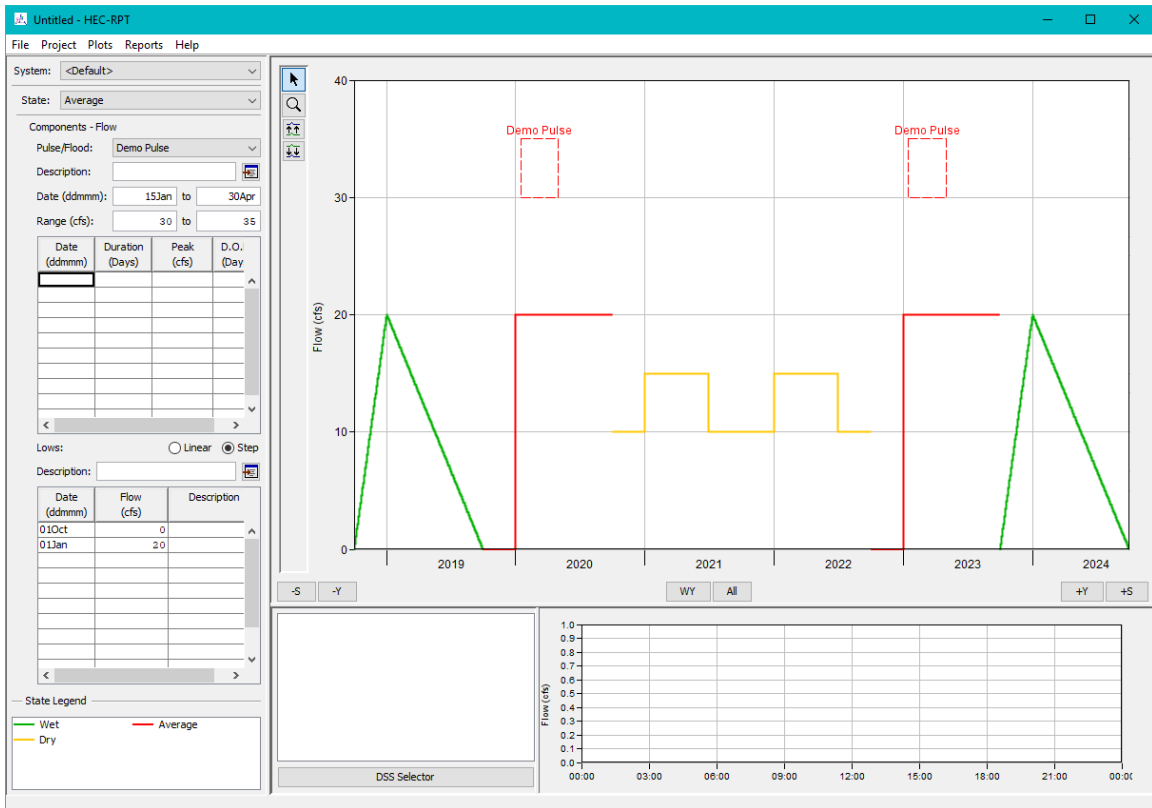 Untitled - HEC-RPT
File Project Plots Reports Help
System: <Default>
State: Average
Components - Flow
Pulse/Flood: Demo Pulse
Description:
Date (ddmmm): 15Jan to 30Apr
Range (cfs): 30 to 35
Date Duration Peak D.O.
(ddmmm) (Days) (cfs) (Day
Lows: Linear Step
Description:
Date Flow Description
(ddmmm) (cfs)
01Oct 0
01Jan 20
State Legend
Wet Average
Dry
40
Demo Pulse Demo Pulse
30
20
Flow (cfs)
10
0
2019 2020 2021 2022 2023 2024
-S -Y WY All +Y +S
DSS Selector
1.0
0.9
0.8
0.7
0.6
0.5
0.4
0.3
0.2
0.1
0.0
Flow (cfs)
00:00 03:00 06:00 09:00 12:00 15:00 18:00 21:00 00:00